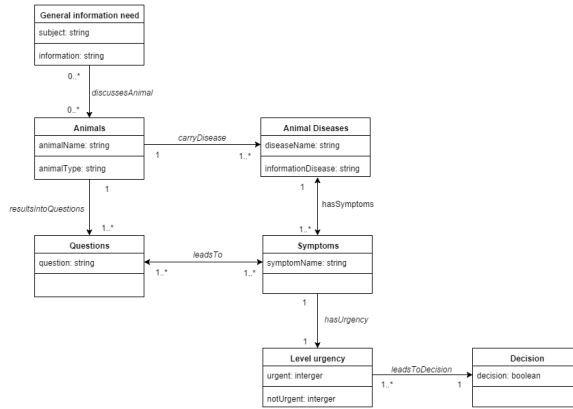 General information need
subject: string
information: string
0..*
discussesAnimal
0..*
Animals
animalName: string
animalType: string
carryDisease
1
1..*
Animal Diseases
diseaseName: string
informationDisease: string
1
resultsIntoQuestions
1..*
1
hasSymptoms
1..*
Questions
question: string
leadsTo
1..*
1..*
Symptoms
symptomName: string
1
hasUrgency
1
Level urgency
urgent: interger
notUrgent: interger
leadsToDecision
1..*
1
Decision
decision: boolean